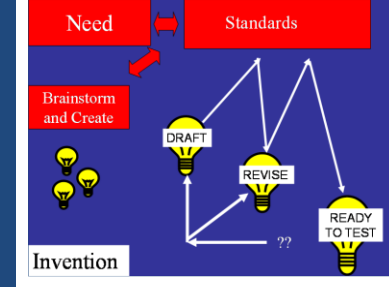 Need
Standards
Brainstorm
and Create
DRAFT
REVISE
READY
TO TEST
??
Invention